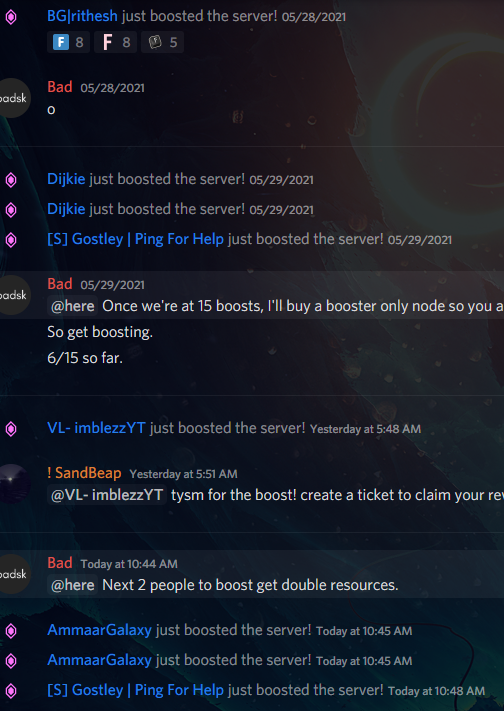 BG|rithesh just boosted the server! 05/28/2021
F 8 F 8 5
Bad 05/28/2021
o
Dijkie just boosted the server! 05/29/2021
Dijkie just boosted the server! 05/29/2021
[S] Gostley | Ping For Help just boosted the server! 05/29/2021
oadsk Bad 05/29/2021
@here Once we're at 15 boosts, I'll buy a booster only node so you a
So get boosting.
6/15 so far.
VL- imblezzYT just boosted the server! Yesterday at 5:48 AM
! SandBeap Yesterday at 5:51 AM
@VL- imblezzYT tysm for the boost! create a ticket to claim your rev
oadsk Bad Today at 10:44 AM
@here Next 2 people to boost get double resources.
AmmaarGalaxy just boosted the server! Today at 10:45 AM
AmmaarGalaxy just boosted the server! Today at 10:45 AM
[S] Gostley | Ping For Help just boosted the server! Today at 10:48 AM